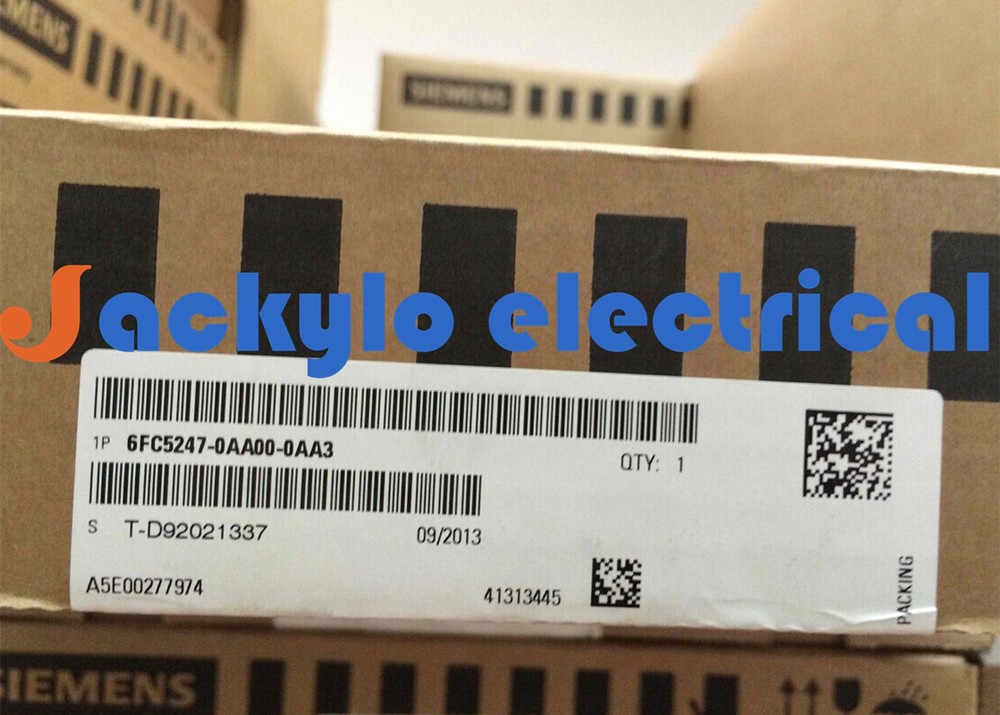 SIEMENS
SIEMENS
Jackylo electrical
1P 6FC5247-0AA00-0AA3
QTY: 1
S T-D92021337 09/2013
A5E00277974 41313445
PACKING
SIEMENS